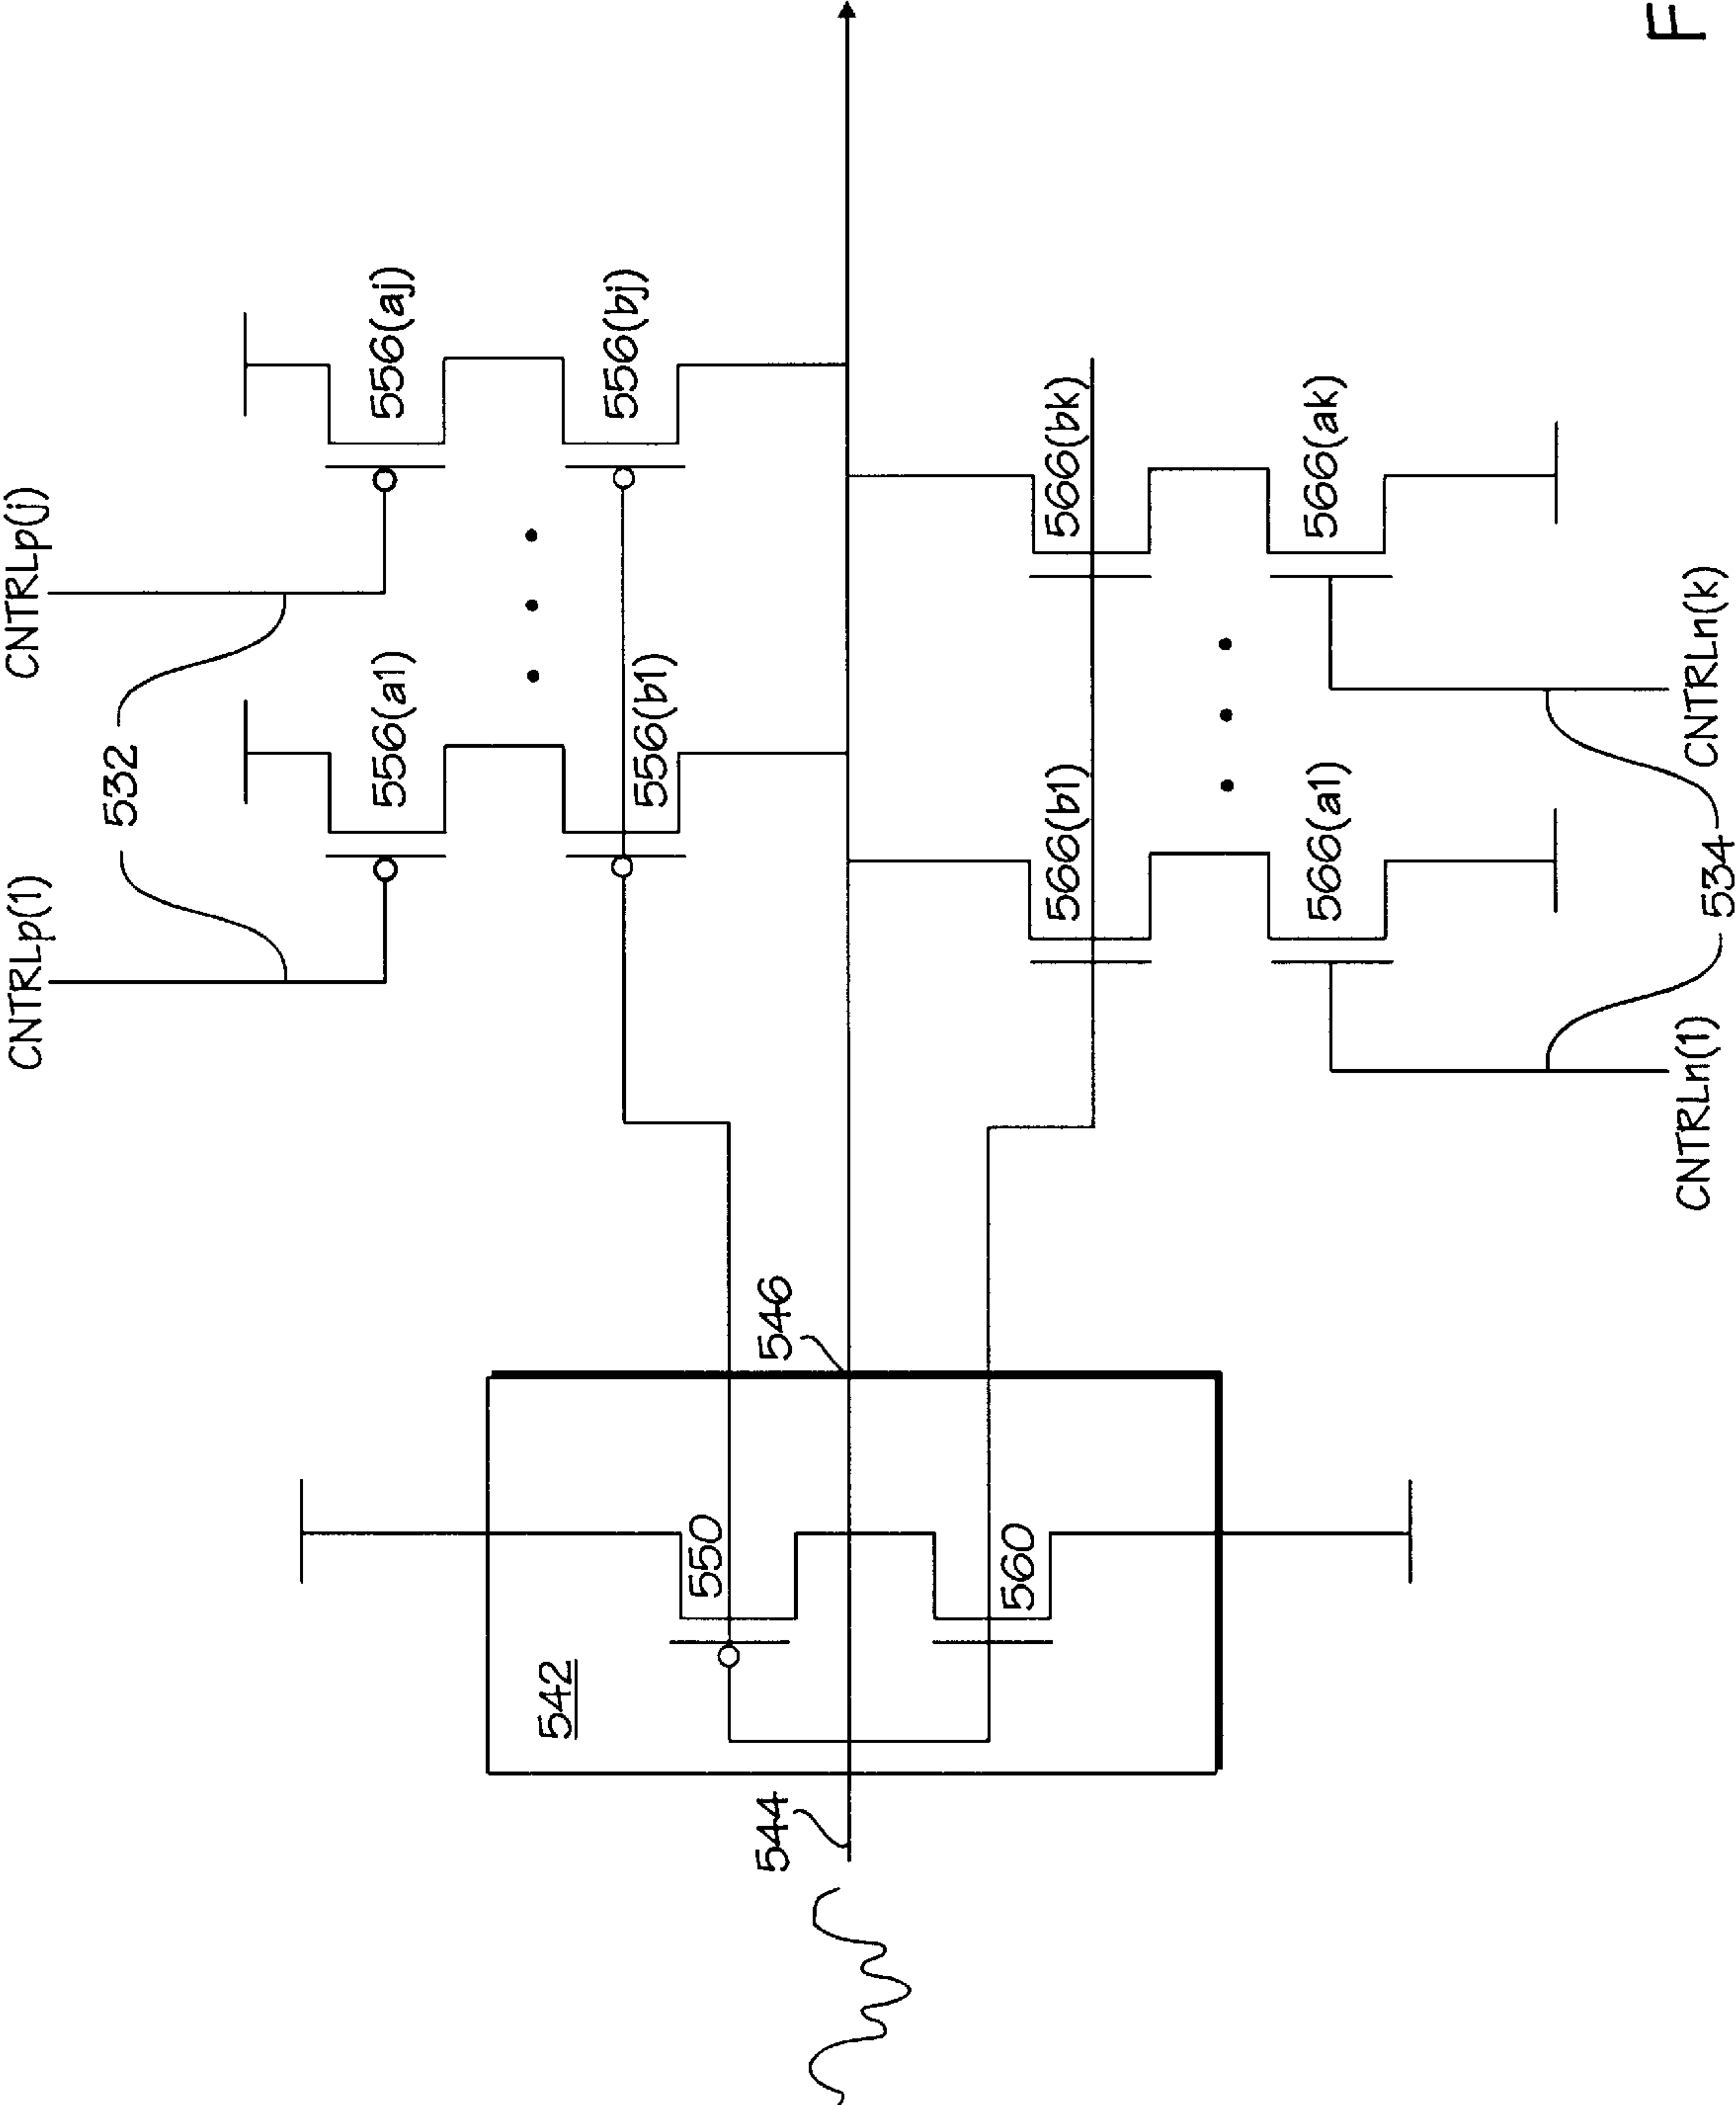 CNTRLp(1)
CNTRLp(j)
532
556(a1)
556(aj)
542
556(b1)
556(bj)
550
544
546
560
566(b1)
566(bk)
566(a1)
566(ak)
CNTRLn(1)
CNTRLn(k)
534
F